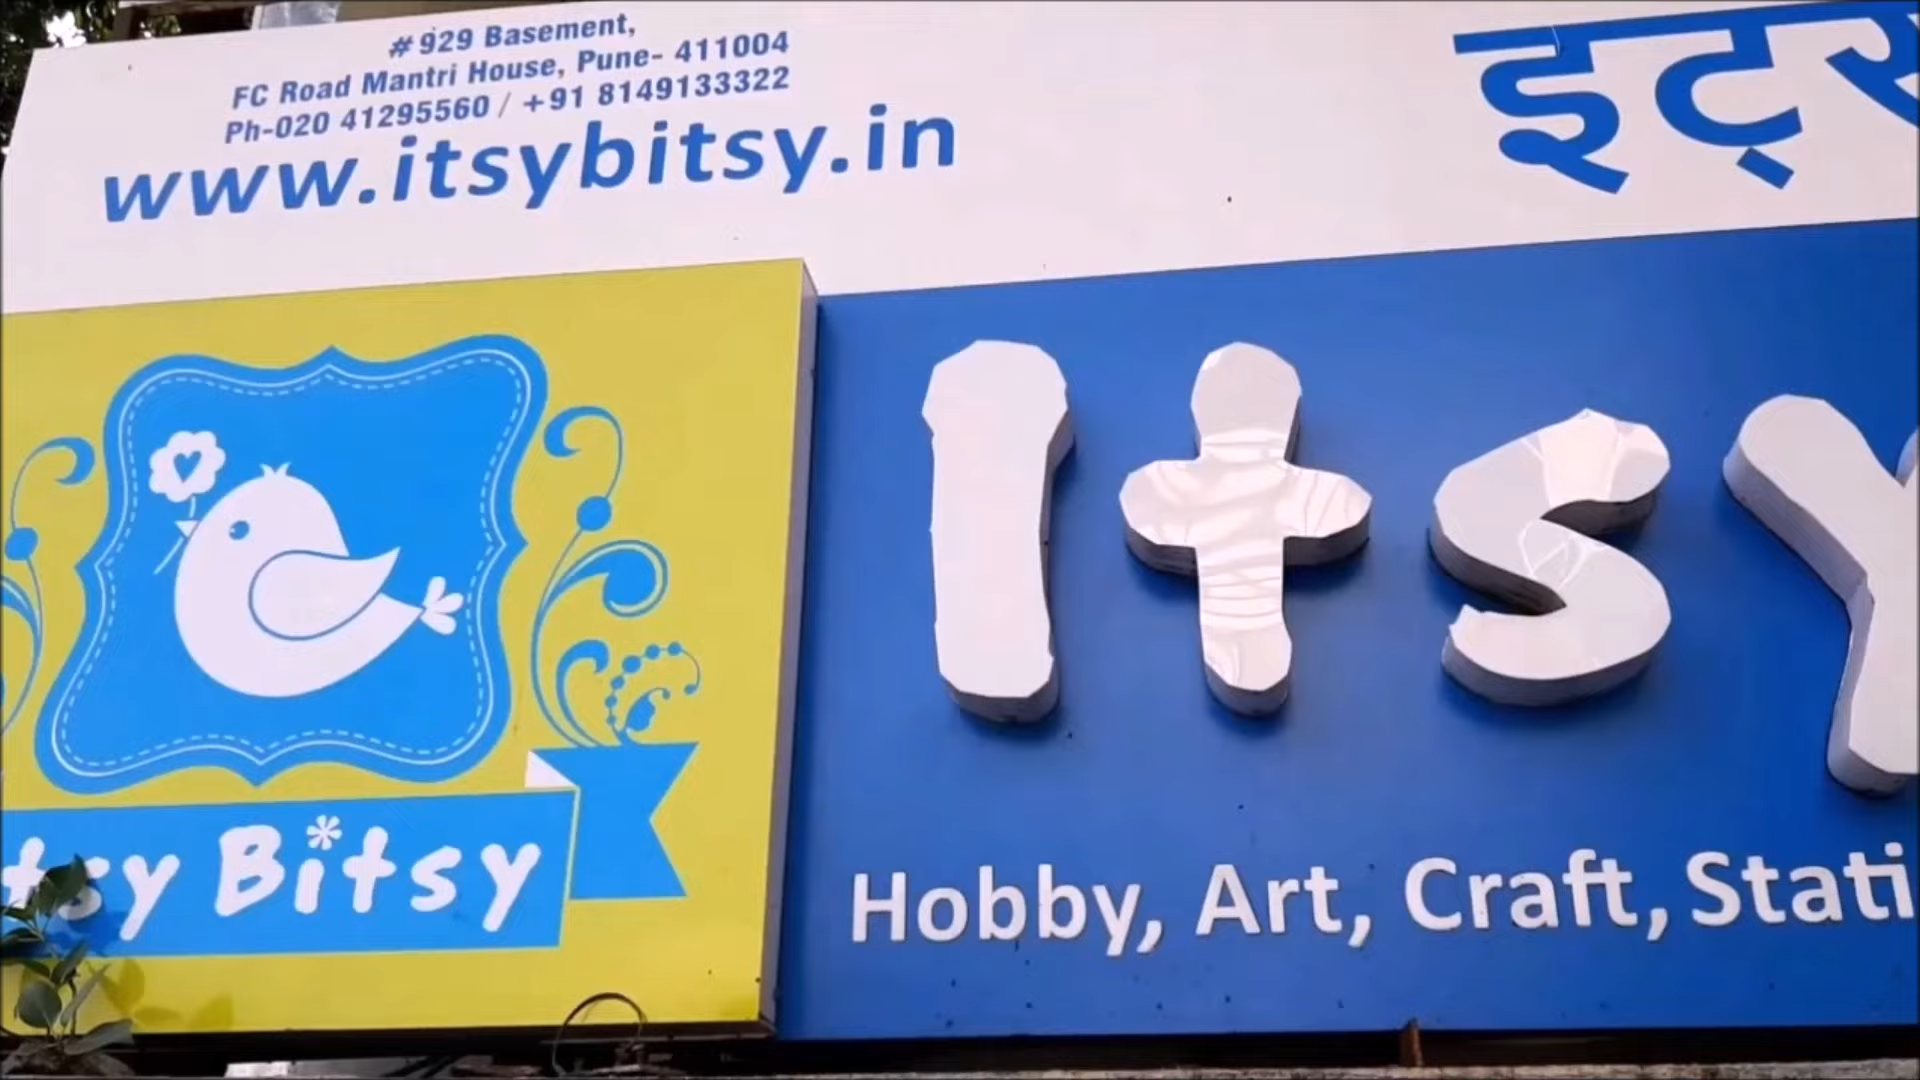 #929 Basement,
FC Road Mantri House, Pune- 411004
Ph-020 41295560 / +91 8149133322
www.itsybitsy.in
इट्स
Itsy
tsy Bitsy
Hobby, Art, Craft, Stati